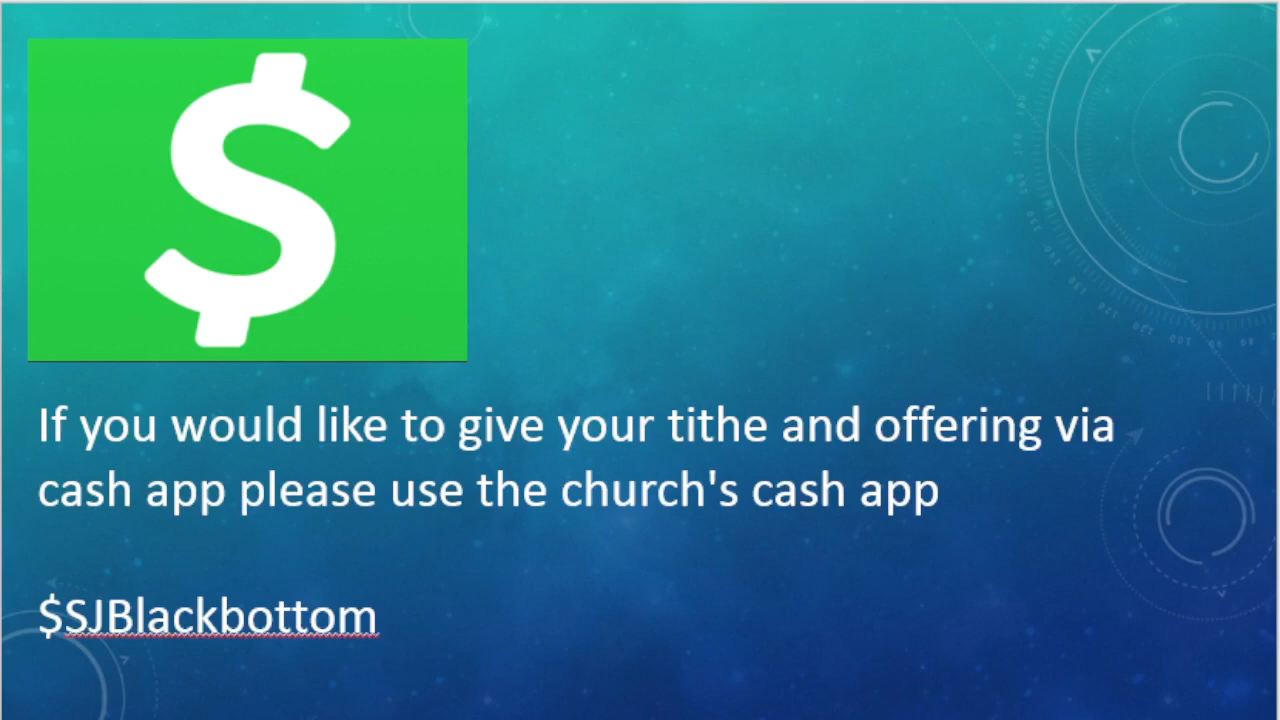 $
If you would like to give your tithe and offering via
cash app please use the church's cash app
$SJBlackbottom